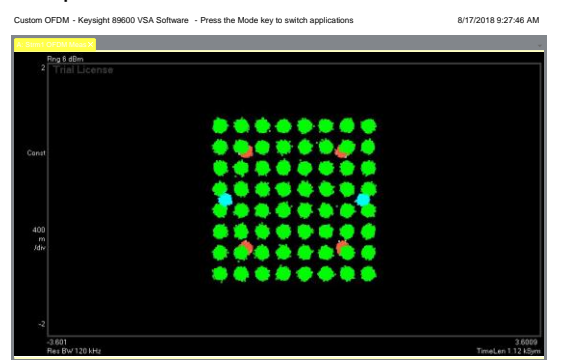 Custom OFDM - Keysight 89600 VSA Software - Press the Mode key to switch applications 8/17/2018 9:27:46 AM
Rng 6 dBm
2 Trial License
Const
400
m
/div
-2
-3.601 3.6009
Res BW 120 kHz TimeLen 1.12 kSym